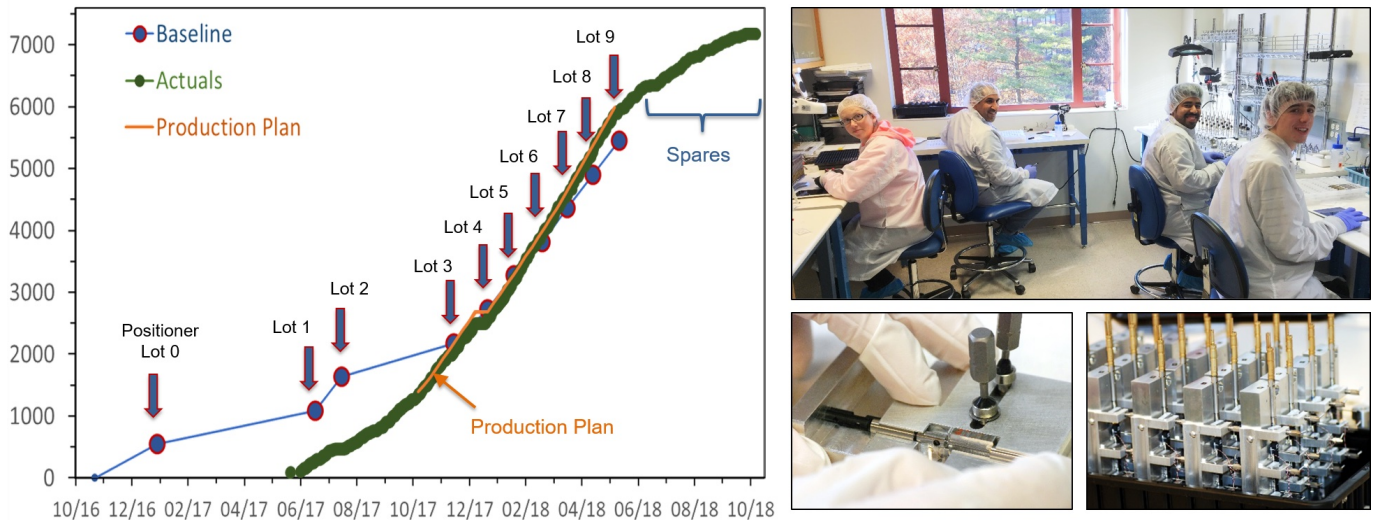 7000
6000
5000
4000
3000
2000
1000
0
Baseline
Actuals
Production Plan
Positioner
Lot 0
Lot 1
Lot 2
Lot 3
Lot 4
Lot 5
Lot 6
Lot 7
Lot 8
Lot 9
Spares
Production Plan
10/16 12/16 02/17 04/17 06/17 08/17 10/17 12/17 02/18 04/18 06/18 08/18 10/18